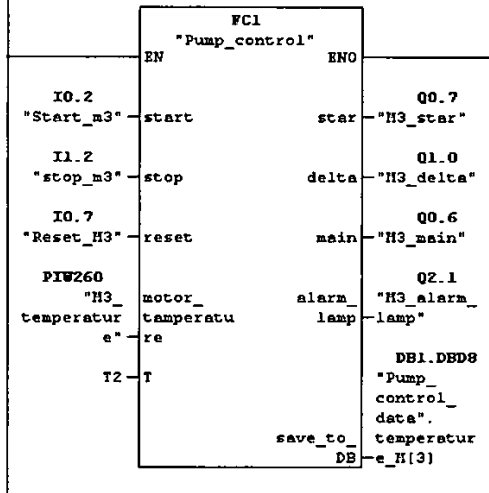 FC1
"Pump_control"
EN ENO
I0.2 Q0.7
"Start_m3" start star "M3_star"
I1.2 Q1.0
"stop_m3" stop delta "M3_delta"
I0.7 Q0.6
"Reset_M3" reset main "M3_main"
PIW260 Q2.1
"M3_ motor_ alarm_ "M3_alarm_
temperatur tamperatu lamp lamp"
e" re
DB1.DBD8
T2 T "Pump_
control_
data".
save_to_ temperatur
DB e_M[3]